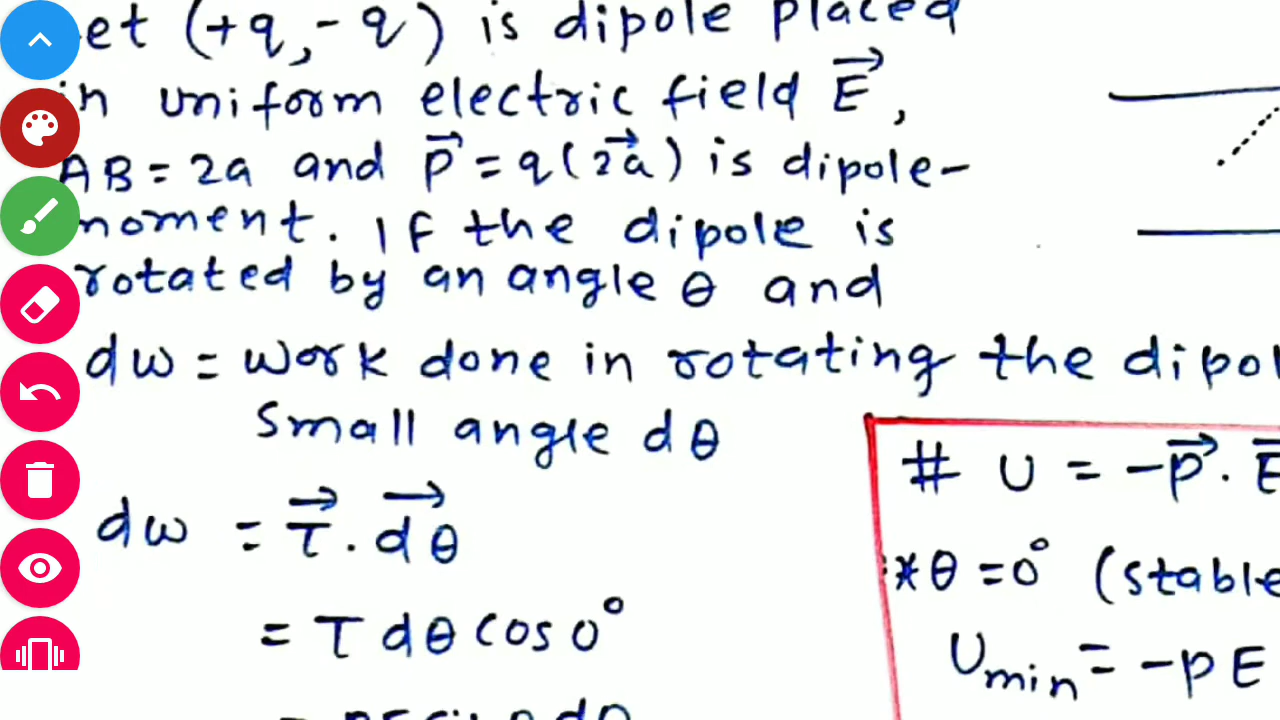 et (+q, -q) is dipole placed
in uniform electric field E⃗,
AB = 2a and p⃗ = q(2a⃗) is dipole-
moment. If the dipole is
rotated by an angle θ and
dw = work done in rotating the dipol
small angle dθ
dw = τ⃗ . d⃗θ
= τ dθ cos 0°
# U = -p⃗ . E⃗
*θ = 0° (stable
Umin = -pE